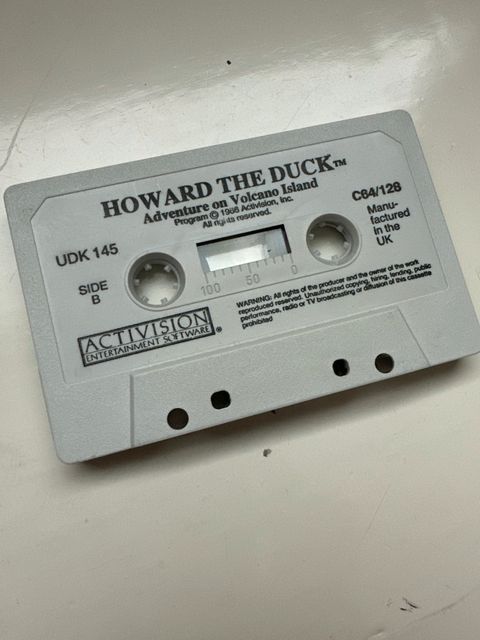 HOWARD THE DUCK™
Adventure on Volcano Island
Program © 1986 Activision, Inc.
All rights reserved.
UDK 145
C64/128
SIDE
B
Manu-
factured
in the
UK
100 50 0
ACTIVISION®
ENTERTAINMENT SOFTWARE
WARNING: All rights of the producer and the owner of the work
reproduced reserved. Unauthorized copying, hiring, lending, public
performance, radio or TV broadcasting or diffusion of this cassette
prohibited